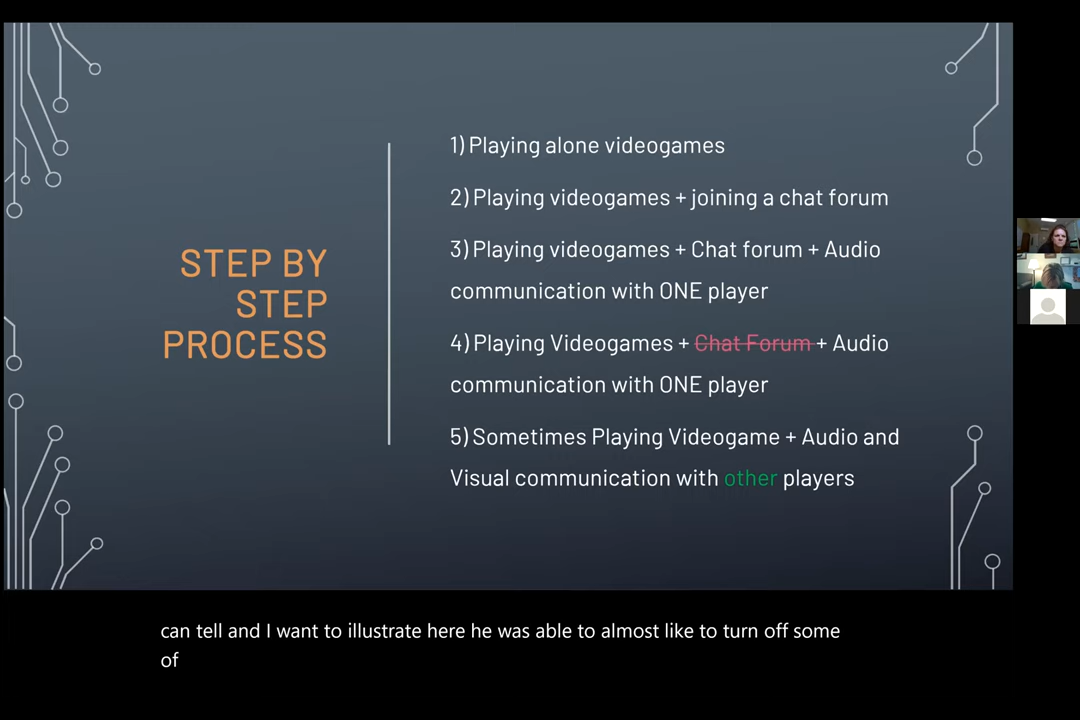 STEP BY
STEP
PROCESS
1) Playing alone videogames
2) Playing videogames + joining a chat forum
3) Playing videogames + Chat forum + Audio
communication with ONE player
4) Playing Videogames + Chat Forum + Audio
communication with ONE player
5) Sometimes Playing Videogame + Audio and
Visual communication with other players
can tell and I want to illustrate here he was able to almost like to turn off some
of